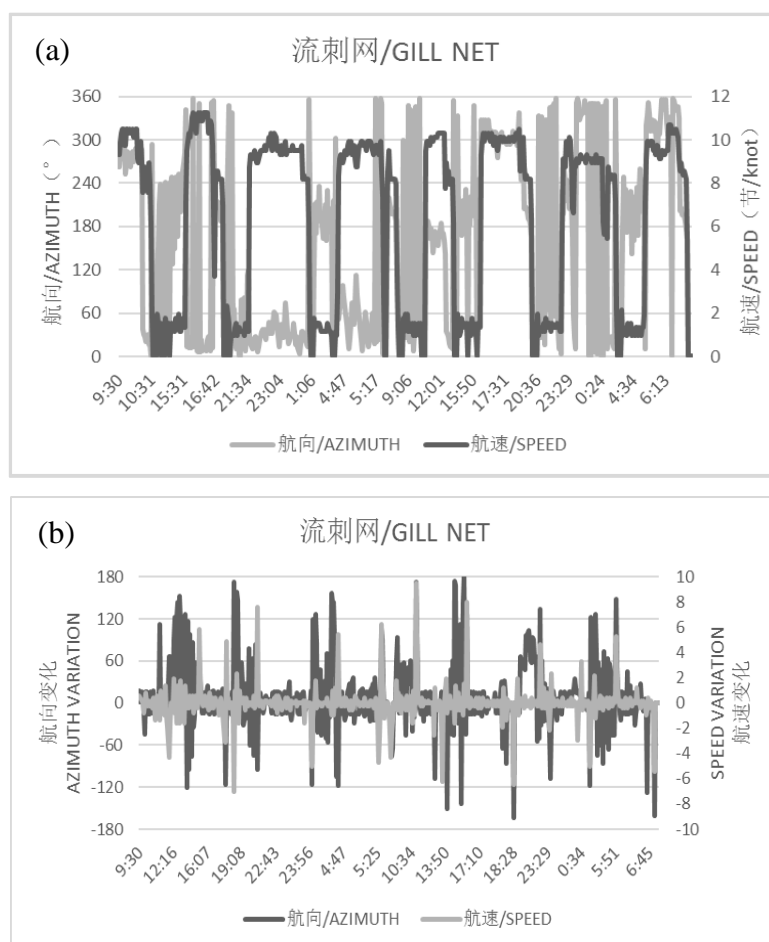 (a)
流刺网/GILL NET
航向/AZIMUTH（°）
航速/SPEED（节/knot）
360
300
240
180
120
60
0
12
10
8
6
4
2
0
9:30 10:31 15:31 16:42 21:34 23:04 1:06 4:47 5:17 9:06 12:01 15:50 17:31 20:36 23:29 0:24 4:34 6:13
航向/AZIMUTH 航速/SPEED
(b)
流刺网/GILL NET
航向变化
AZIMUTH VARIATION
SPEED VARIATION
航速变化
180
120
60
0
-60
-120
-180
10
8
6
4
2
0
-2
-4
-6
-8
-10
9:30 12:16 16:07 19:08 22:43 23:56 4:47 5:25 10:34 13:50 17:10 18:28 23:29 0:34 5:51 6:45
航向/AZIMUTH 航速/SPEED